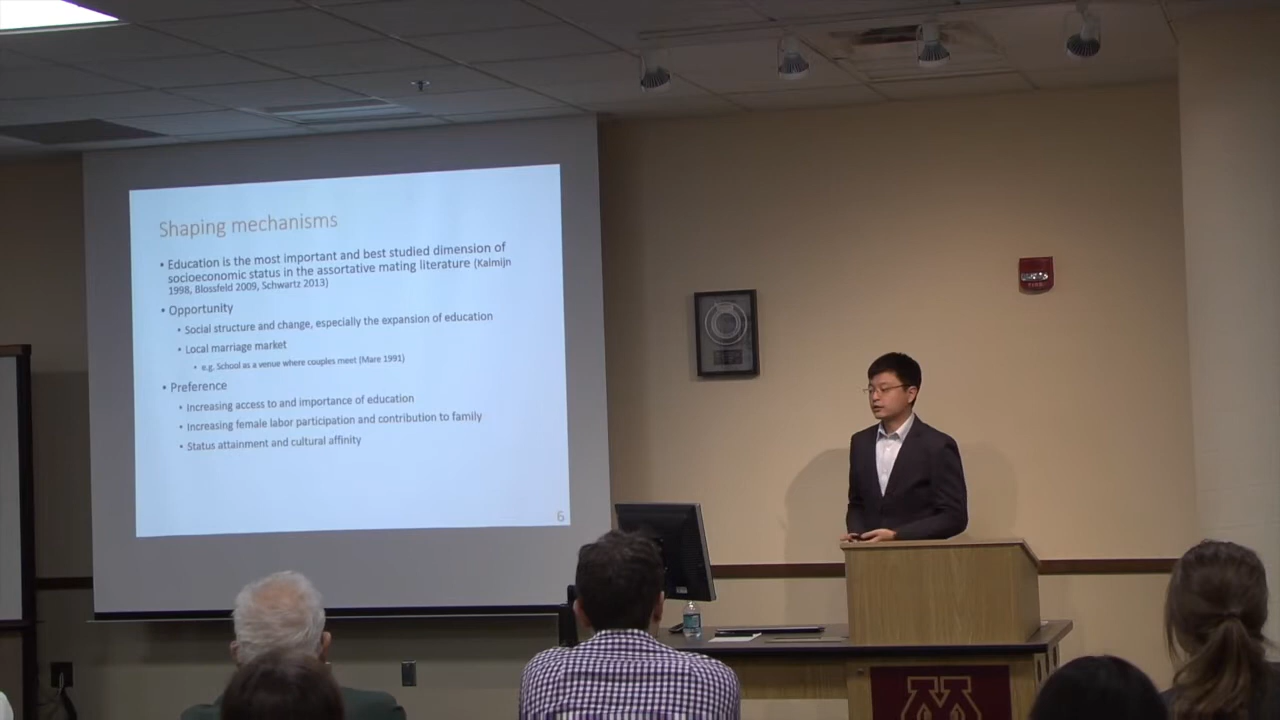 Shaping mechanisms
• Education is the most important and best studied dimension of
socioeconomic status in the assortative mating literature (Kalmijn
1998, Blossfeld 2009, Schwartz 2013)
• Opportunity
• Social structure and change, especially the expansion of education
• Local marriage market
• e.g. School as a venue where couples meet (Mare 1991)
• Preference
• Increasing access to and importance of education
• Increasing female labor participation and contribution to family
• Status attainment and cultural affinity
6
FIRE
M